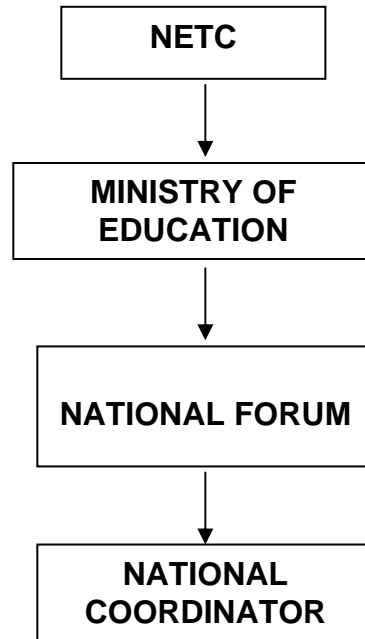 NETC
MINISTRY OF
EDUCATION
NATIONAL FORUM
NATIONAL
COORDINATOR